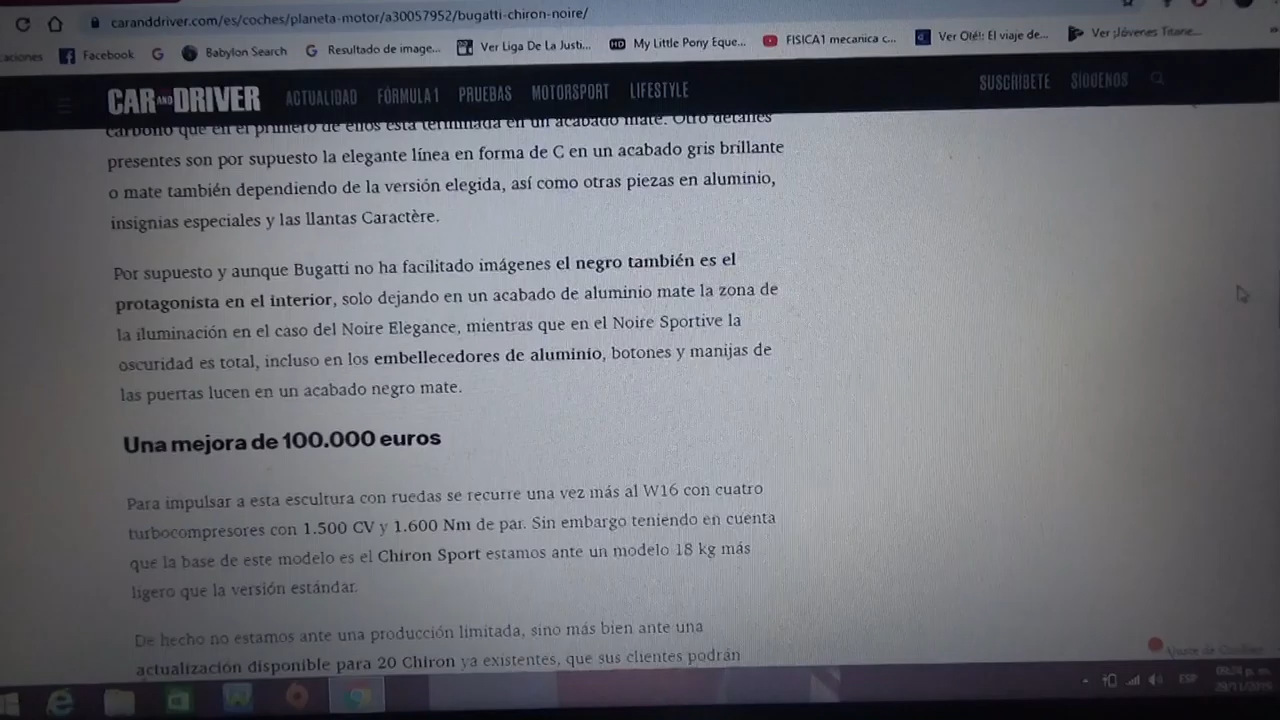 caranddriver.com/es/coches/planeta-motor/a30057952/bugatti-chiron-noire/
aciones Facebook Babylon Search Resultado de image... Ver Liga De La Justi... HD My Little Pony Eque... FISICA1 mecanica c... Ver Olé!: El viaje de... Ver ¡Jóvenes Titane...
CAR AND DRIVER ACTUALIDAD FÓRMULA 1 PRUEBAS MOTORSPORT LIFESTYLE SUSCRÍBETE SÍGUENOS
carbono que en el primero de ellos está terminada en un acabado mate. Otro detalles
presentes son por supuesto la elegante línea en forma de C en un acabado gris brillante
o mate también dependiendo de la versión elegida, así como otras piezas en aluminio,
insignias especiales y las llantas Caractère.
Por supuesto y aunque Bugatti no ha facilitado imágenes el negro también es el
protagonista en el interior, solo dejando en un acabado de aluminio mate la zona de
la iluminación en el caso del Noire Elegance, mientras que en el Noire Sportive la
oscuridad es total, incluso en los embellecedores de aluminio, botones y manijas de
las puertas lucen en un acabado negro mate.
Una mejora de 100.000 euros
Para impulsar a esta escultura con ruedas se recurre una vez más al W16 con cuatro
turbocompresores con 1.500 CV y 1.600 Nm de par. Sin embargo teniendo en cuenta
que la base de este modelo es el Chiron Sport estamos ante un modelo 18 kg más
ligero que la versión estándar.
De hecho no estamos ante una producción limitada, sino más bien ante una
actualización disponible para 20 Chiron ya existentes, que sus clientes podrán
ESP